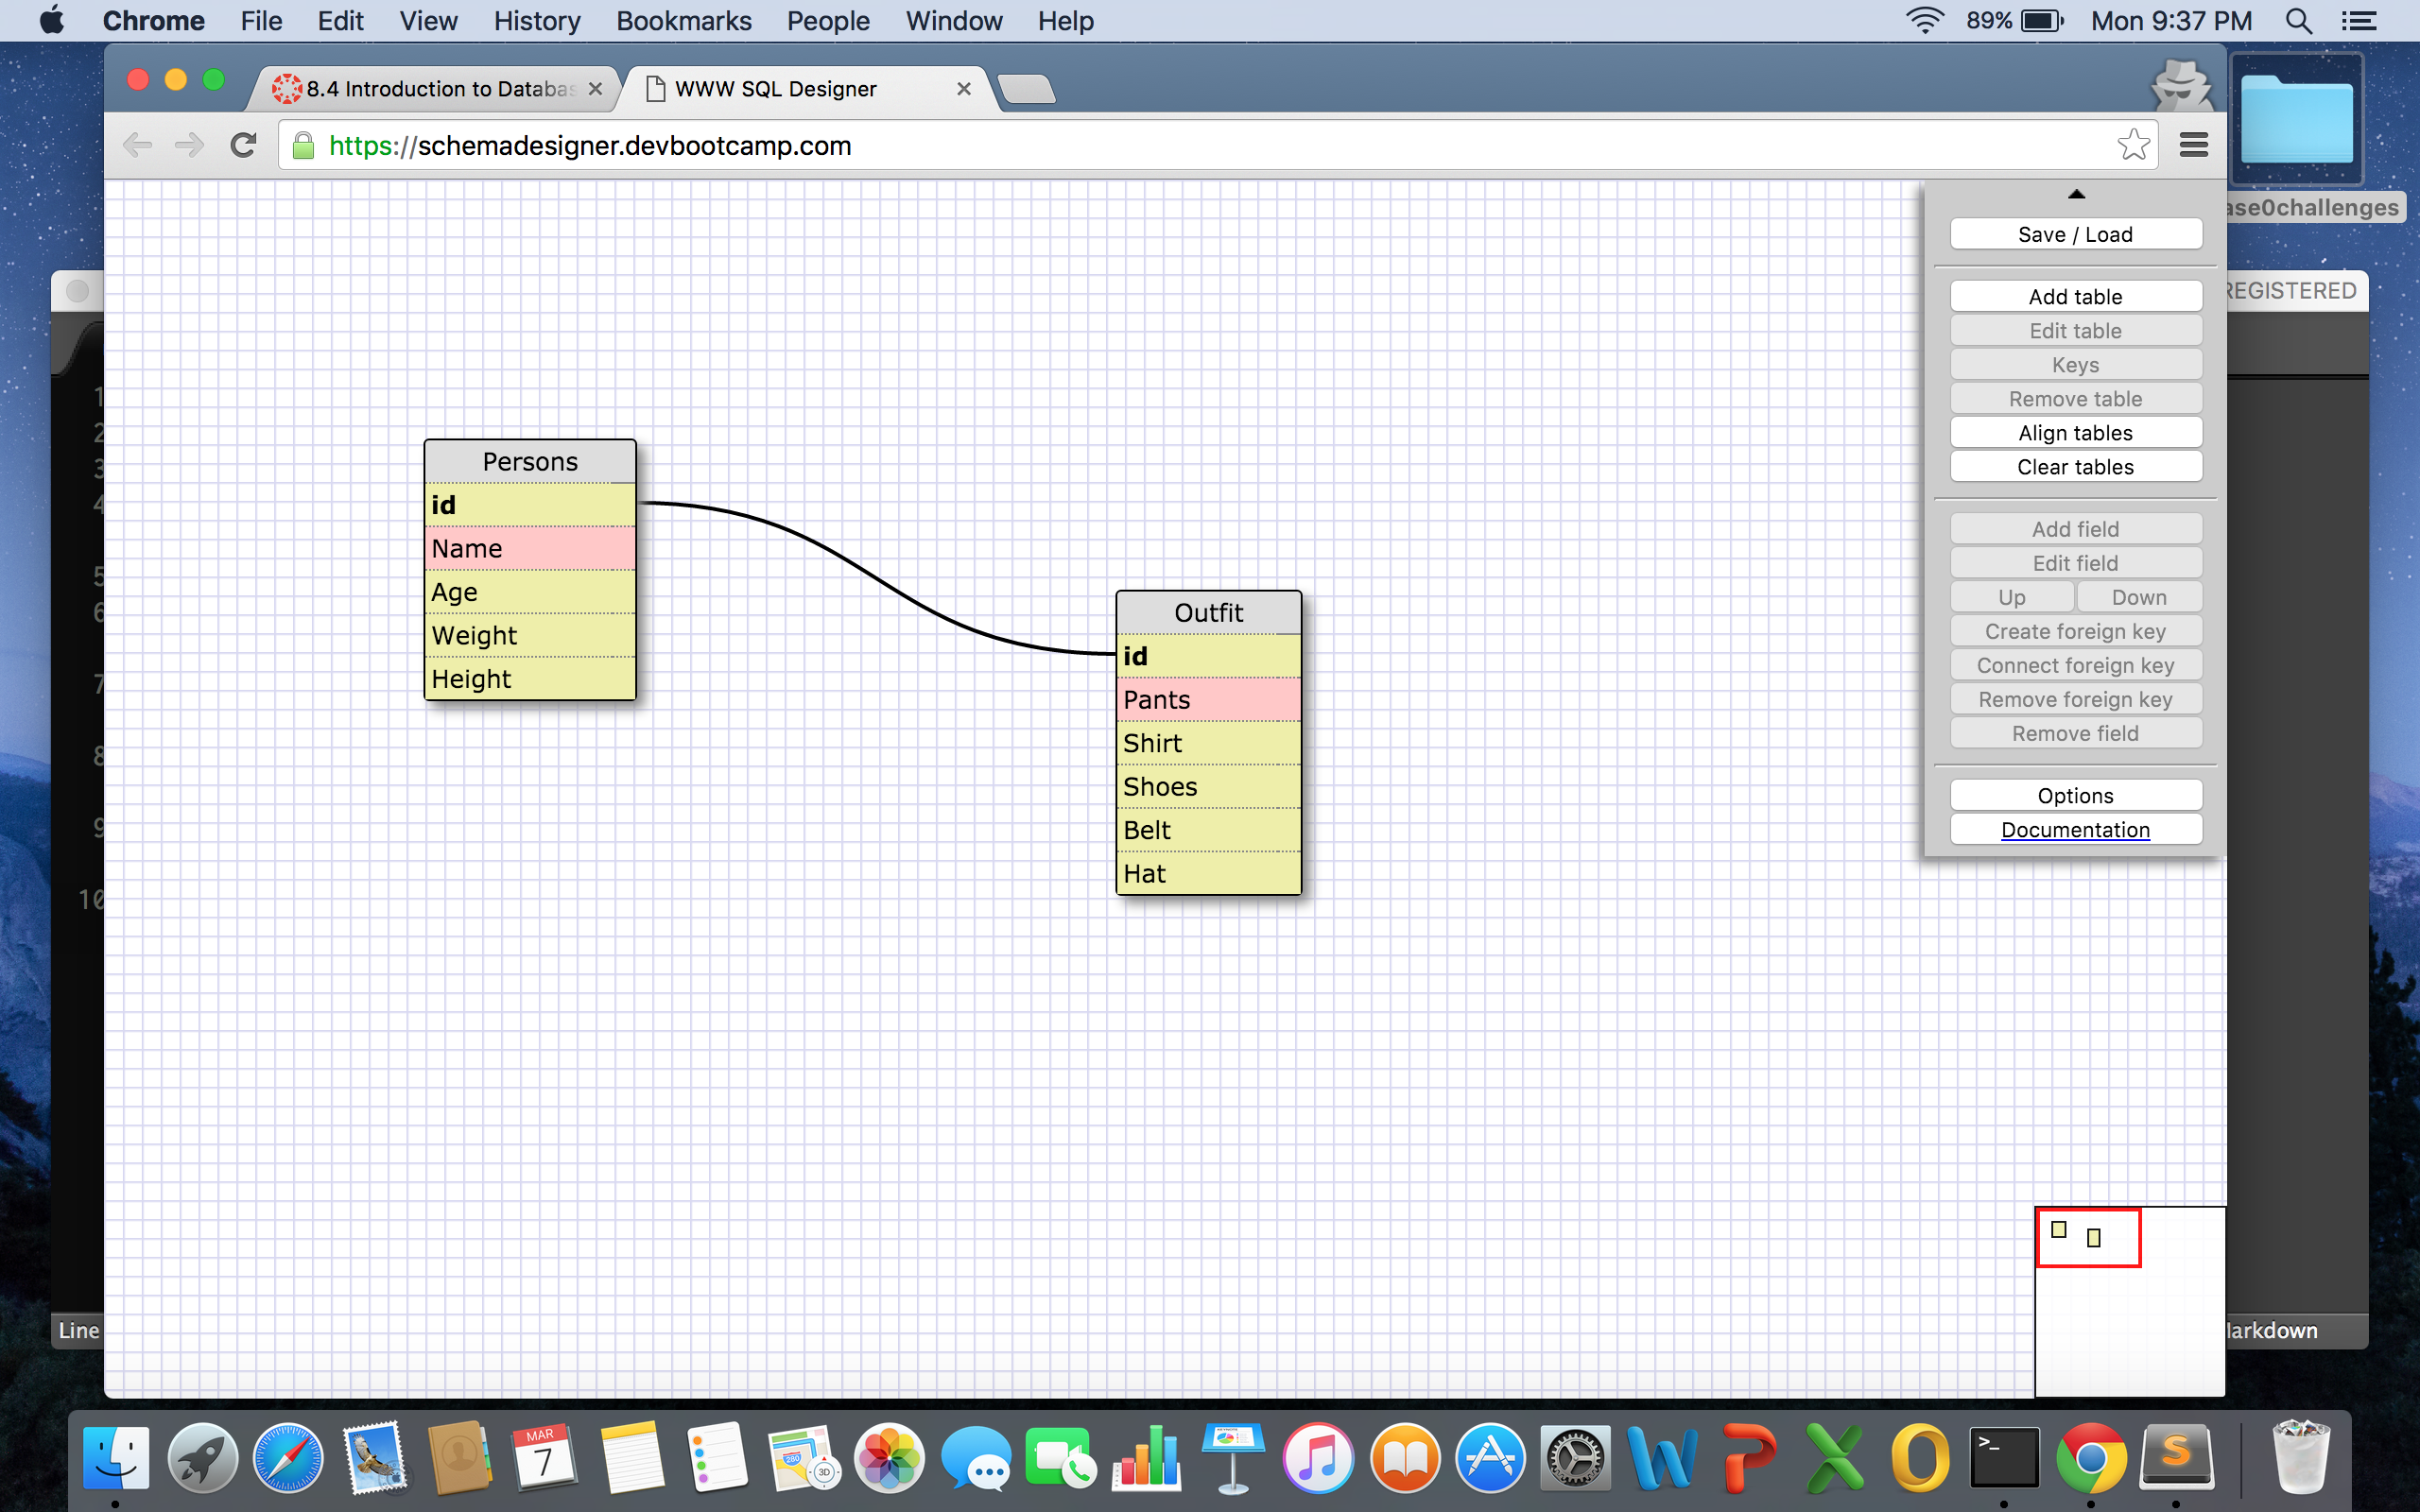 Chrome File Edit View History Bookmarks People Window Help 89% Mon 9:37 PM
8.4 Introduction to Databas
WWW SQL Designer
https://schemadesigner.devbootcamp.com
ase0challenges
REGISTERED
Save / Load
Add table
Edit table
Keys
Remove table
Align tables
Clear tables
Add field
Edit field
Up Down
Create foreign key
Connect foreign key
Remove foreign key
Remove field
Options
Documentation
Persons
id
Name
Age
Weight
Height
Outfit
id
Pants
Shirt
Shoes
Belt
Hat
1
2
3
4
5
6
7
8
9
10
Line
arkdown
MAR
7
280
3D
>_